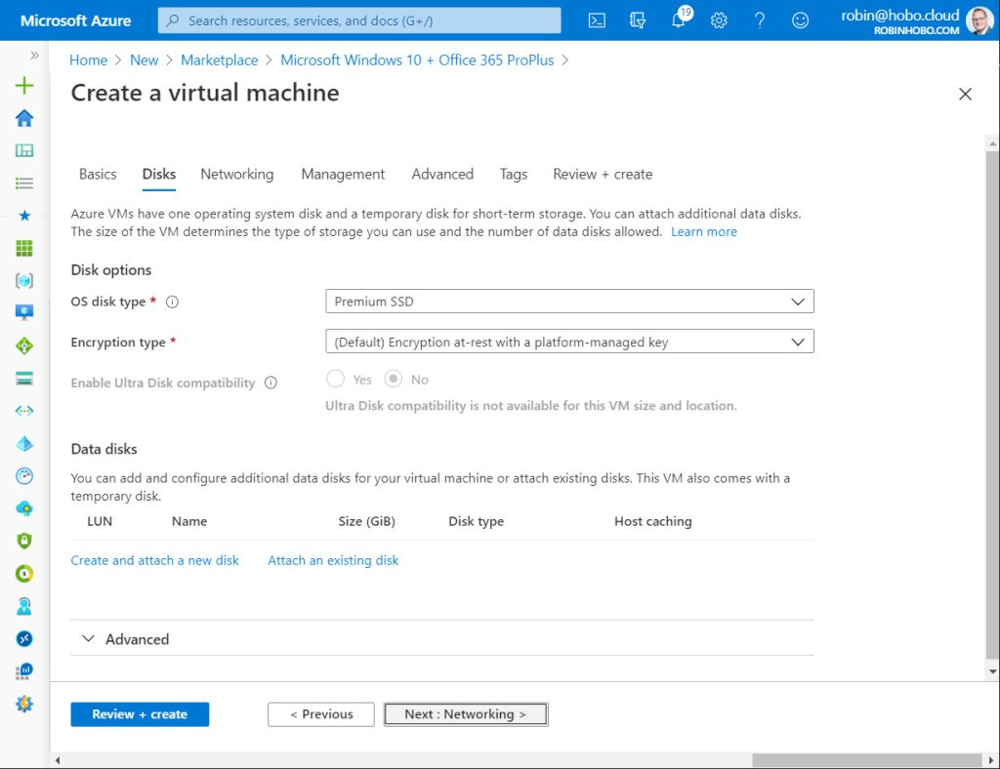 Microsoft Azure
Search resources, services, and docs (G+/)
19
robin@hobo.cloud
ROBINHOBO.COM
Home > New > Marketplace > Microsoft Windows 10 + Office 365 ProPlus >
Create a virtual machine
Basics Disks Networking Management Advanced Tags Review + create
Azure VMs have one operating system disk and a temporary disk for short-term storage. You can attach additional data disks.
The size of the VM determines the type of storage you can use and the number of data disks allowed. Learn more
Disk options
OS disk type * Premium SSD
Encryption type * (Default) Encryption at-rest with a platform-managed key
Enable Ultra Disk compatibility Yes No
Ultra Disk compatibility is not available for this VM size and location.
Data disks
You can add and configure additional data disks for your virtual machine or attach existing disks. This VM also comes with a
temporary disk.
LUN Name Size (GiB) Disk type Host caching
Create and attach a new disk Attach an existing disk
Advanced
Review + create < Previous Next : Networking >